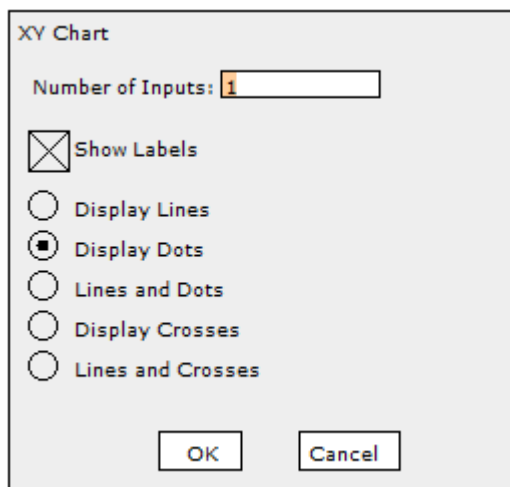 XY Chart
Number of Inputs: 1
Show Labels
Display Lines
Display Dots
Lines and Dots
Display Crosses
Lines and Crosses
OK Cancel